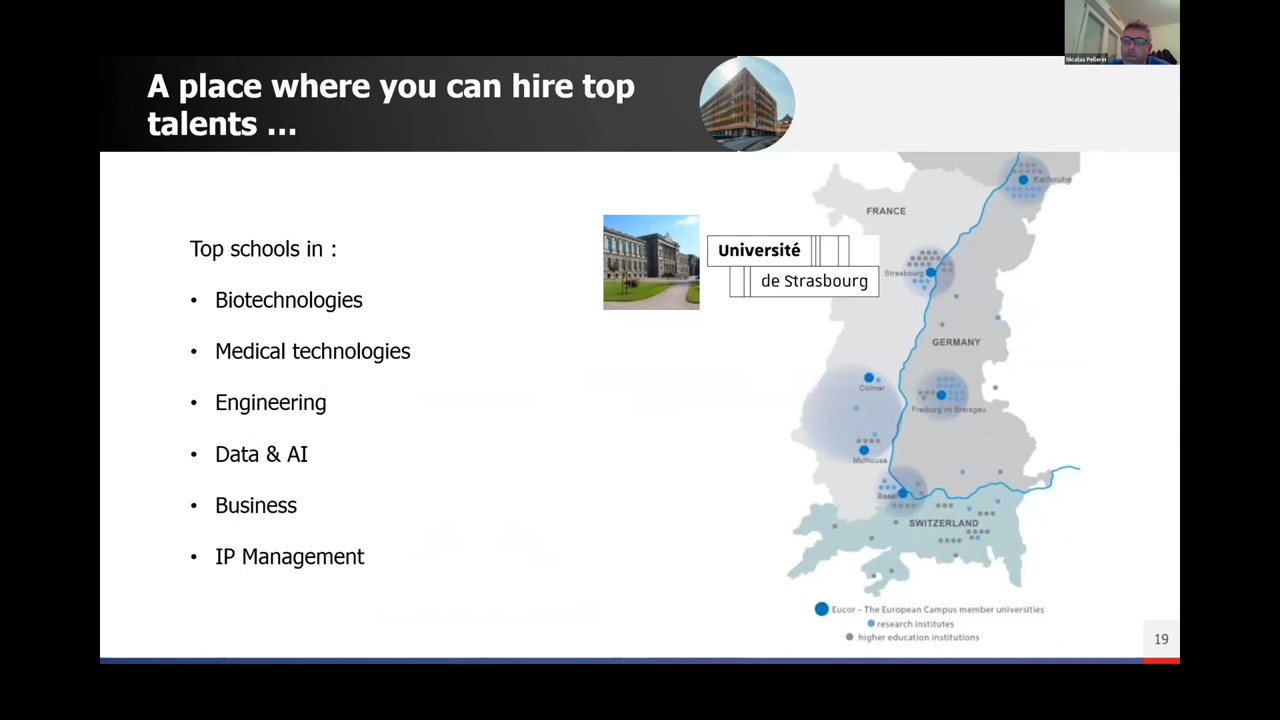 Nicolas Pellerin
A place where you can hire top
talents ...
Top schools in :
• Biotechnologies
• Medical technologies
• Engineering
• Data & AI
• Business
• IP Management
Université
de Strasbourg
Karlsruhe
FRANCE
Strasbourg
GERMANY
Colmar
Freiburg im Breisgau
Mulhouse
Basel
SWITZERLAND
Eucor – The European Campus member universities
research institutes
higher education institutions
19